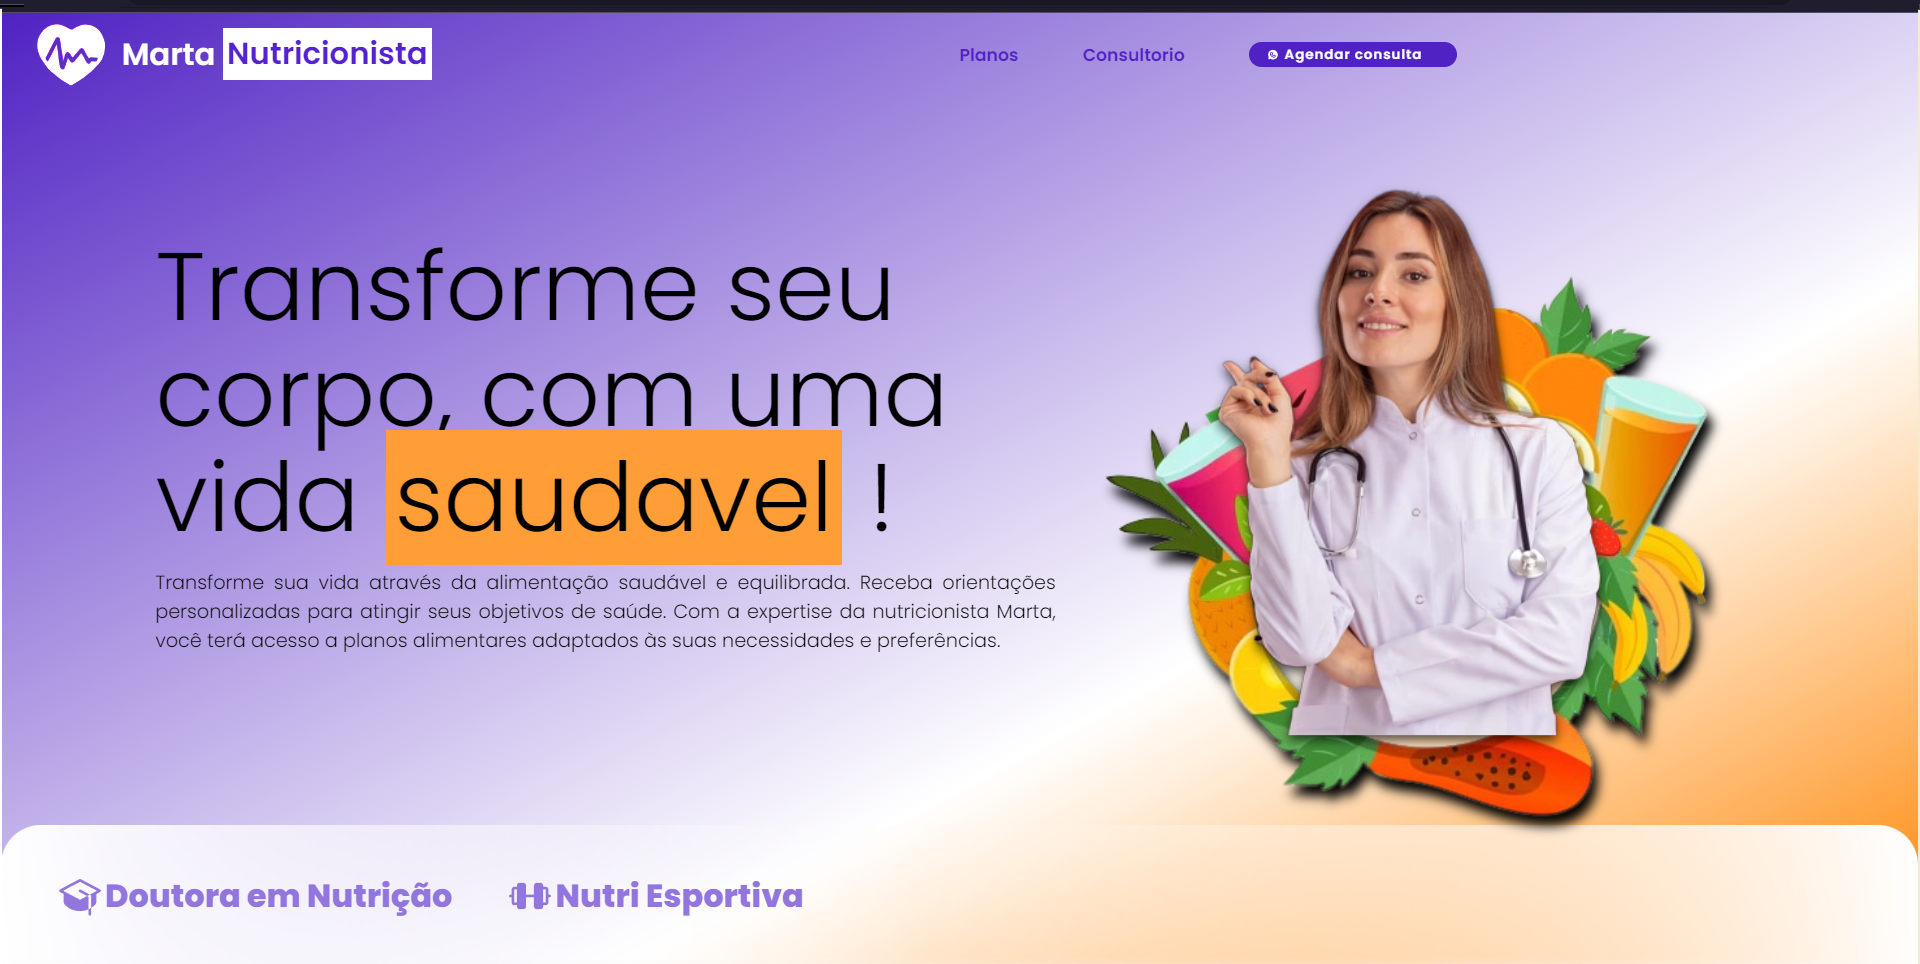 Marta Nutricionista
Planos
Consultorio
Agendar consulta
Transforme seu
corpo, com uma
vida saudavel !
Transforme sua vida através da alimentação saudável e equilibrada. Receba orientações
personalizadas para atingir seus objetivos de saúde. Com a expertise da nutricionista Marta,
você terá acesso a planos alimentares adaptados às suas necessidades e preferências.
Doutora em Nutrição
Nutri Esportiva